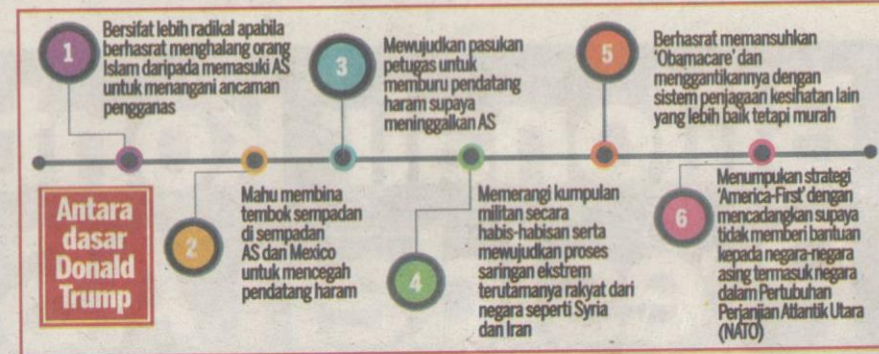 1
Bersifat lebih radikal apabila
berhasrat menghalang orang
Islam daripada memasuki AS
untuk menangani ancaman
pengganas
3
Mewujudkan pasukan
petugas untuk
memburu pendatang
haram supaya
meninggalkan AS
5
Berhasrat memansuhkan
'Obamacare' dan
menggantikannya dengan
sistem penjagaan kesihatan lain
yang lebih baik tetapi murah
Antara
dasar
Donald
Trump
2
Mahu membina
tembok sempadan
di sempadan
AS dan Mexico
untuk mencegah
pendatang haram
4
Memerangi kumpulan
militan secara
habis-habisan serta
mewujudkan proses
saringan ekstrem
terutamanya rakyat dari
negara seperti Syria
dan Iran
6
Menumpukan strategi
'America-First' dengan
mencadangkan supaya
tidak memberi bantuan
kepada negara-negara
asing termasuk negara
dalam Pertubuhan
Perjanjian Atlantik Utara
(NATO)